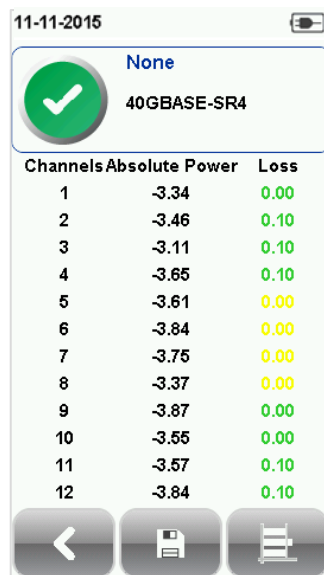 11-11-2015
None
40GBASE-SR4
Channels Absolute Power Loss
1 -3.34 0.00
2 -3.46 0.10
3 -3.11 0.10
4 -3.65 0.10
5 -3.61 0.00
6 -3.84 0.00
7 -3.75 0.00
8 -3.37 0.00
9 -3.87 0.00
10 -3.55 0.00
11 -3.57 0.10
12 -3.84 0.10